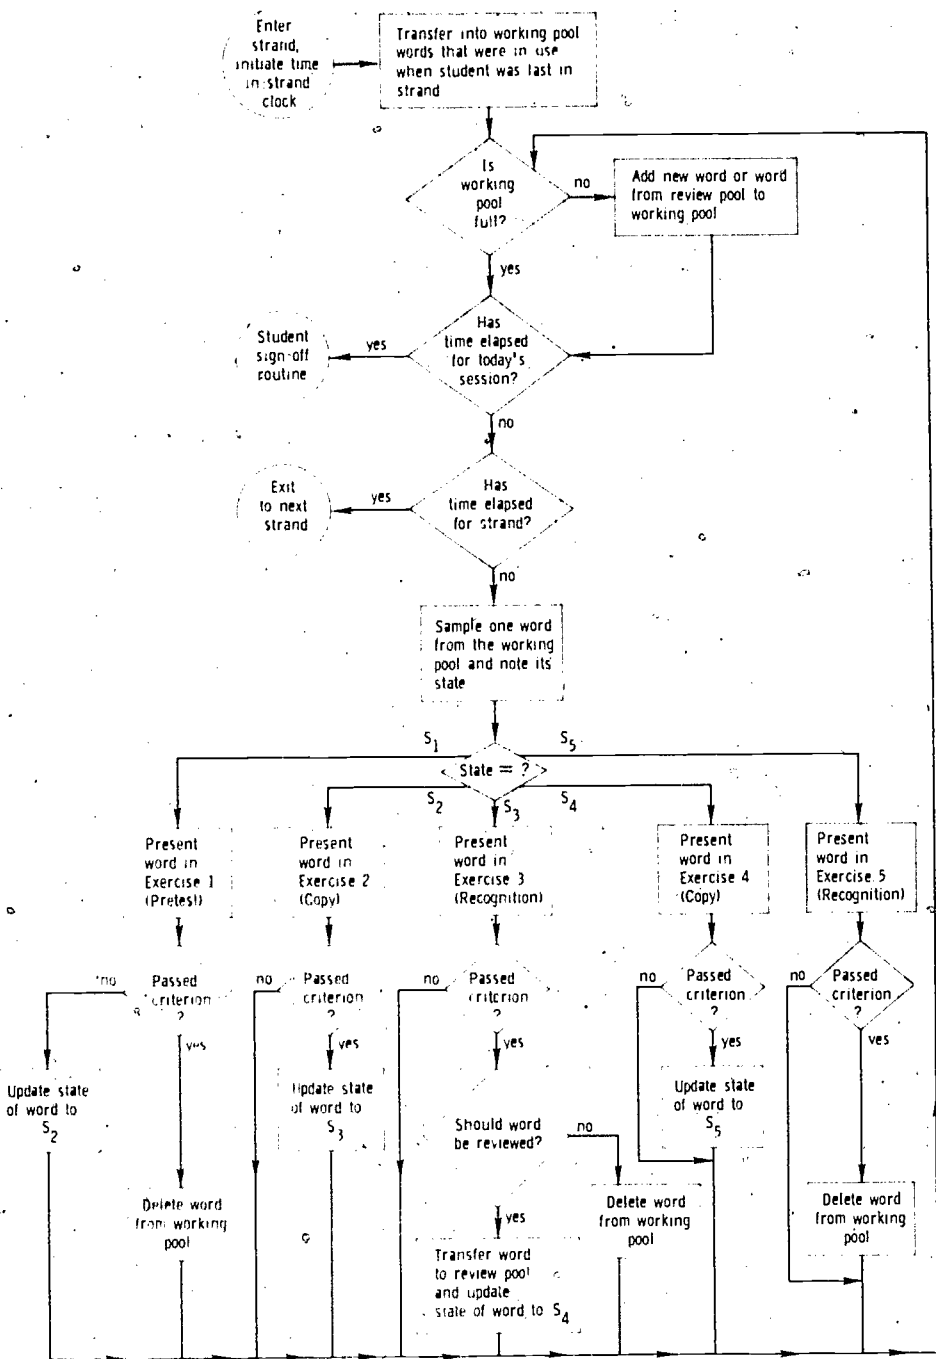 Enter
strand,
initiate time
in-strand
clock
Transfer into working pool
words that were in use
when student was last in
strand
Is
working
pool
full?
no
Add new word or word
from review pool to
working pool
yes
Has
time elapsed
for today's
session?
yes
Student
sign-off
routine
no
Has
time elapsed
for strand?
yes
Exit
to next
strand
no
Sample one word
from the working
pool and note its
state
State = ?
S1
S2
S3
S4
S5
Present
word in
Exercise 1
(Pretest)
Present
word in
Exercise 2
(Copy)
Present
word in
Exercise 3
(Recognition)
Present
word in
Exercise 4
(Copy)
Present
word in
Exercise 5
(Recognition)
no
Passed
criterion
?
yes
no
Passed
criterion
?
yes
no
Passed
criterion
?
yes
no
Passed
criterion
?
yes
no
Passed
criterion
?
yes
Update state
of word to
S2
Update state
of word to
S3
Should word
be reviewed?
no
yes
Update state
of word to
S5
Delete word
from working
pool
Transfer word
to review pool
and update
state of word to S4
Delete word
from working
pool
Delete word
from working
pool